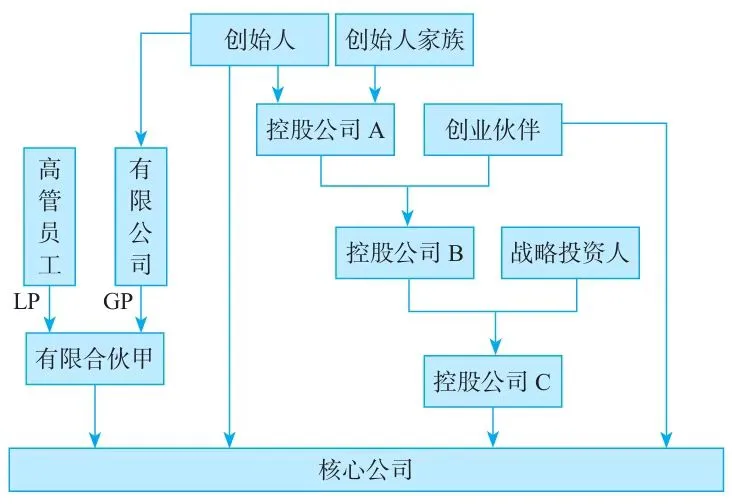 创始人
创始人家族
控股公司 A
创业伙伴
高管员工
有限公司
控股公司 B
战略投资人
LP
GP
有限合伙甲
控股公司 C
核心公司